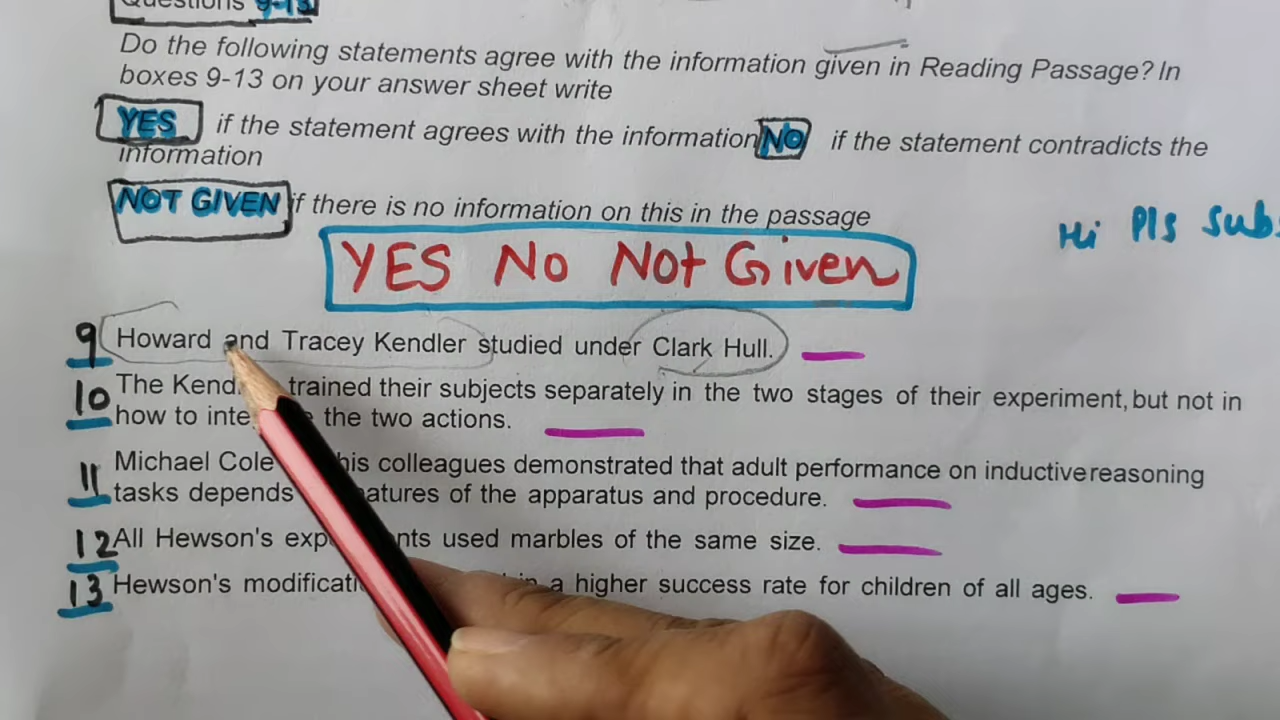 Questions 9-13
Do the following statements agree with the information given in Reading Passage? In
boxes 9-13 on your answer sheet write
YES if the statement agrees with the information NO if the statement contradicts the
information
NOT GIVEN if there is no information on this in the passage
Hi Pls Sub
YES No Not Given
9 Howard and Tracey Kendler studied under Clark Hull.
10 The trained their subjects separately in the two stages of their experiment, but not in
how to the two actions.
11 Michael Cole his colleagues demonstrated that adult performance on inductive reasoning
tasks depends of the apparatus and procedure.
12 All Hewson's used marbles of the same size.
13 Hewson's a higher success rate for children of all ages.